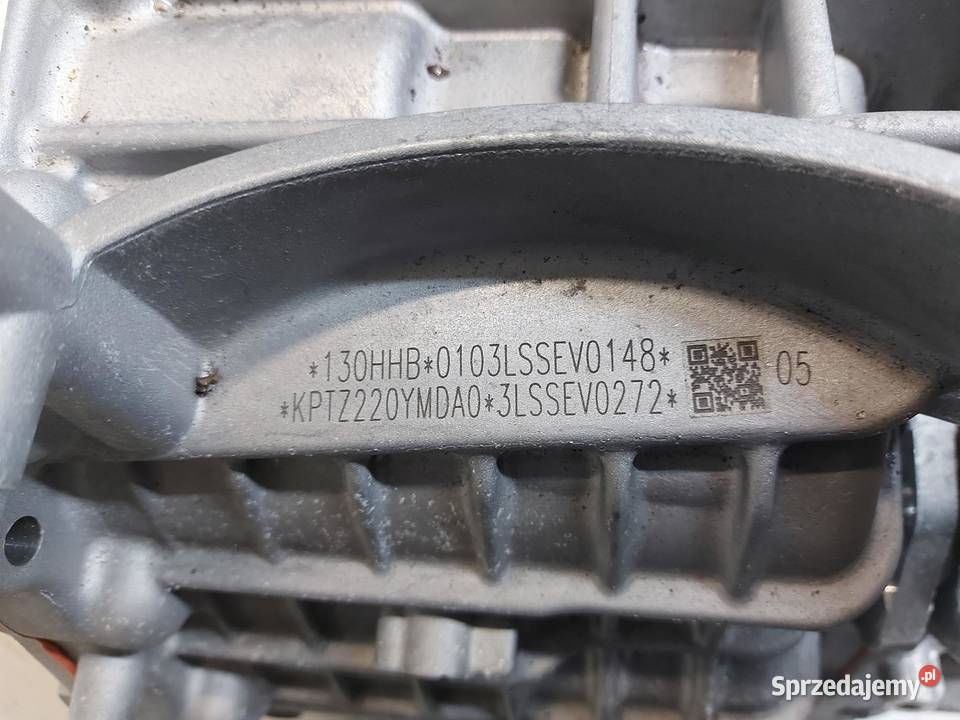 *130HHB*0103LSSEV0148*
*KPTZ220YMDA0*3LSSEV0272*
-05
Sprzedajemy.pl